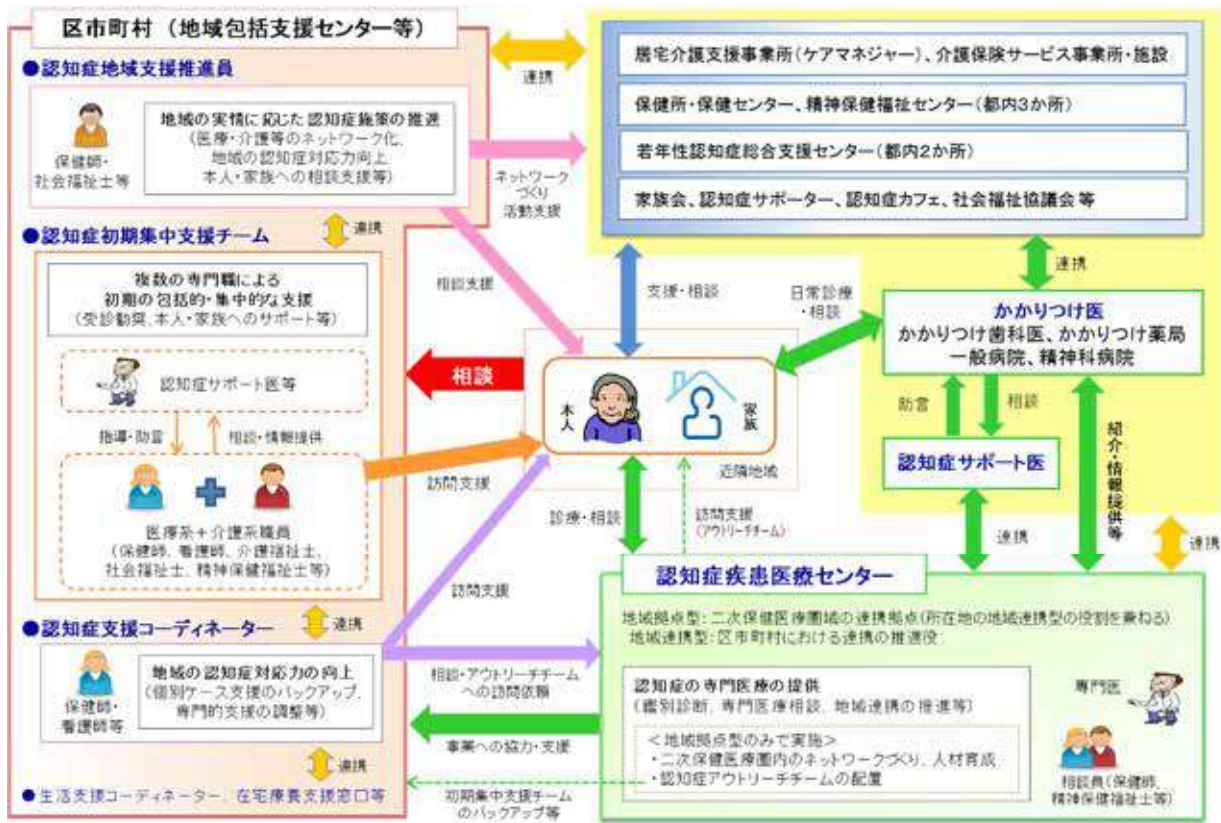 区市町村（地域包括支援センター等）
●認知症地域支援推進員
保健師・
社会福祉士等
地域の実情に応じた認知症施策の推進
（医療・介護等のネットワーク化、
地域の認知症対応力向上
本人・家族への相談支援等）
連携
●認知症初期集中支援チーム
複数の専門職による
初期の包括的・集中的な支援
（受診勧奨、本人・家族へのサポート等）
認知症サポート医等
指導・助言
相談・情報提供
医療系＋介護系職員
（保健師、看護師、介護福祉士、
社会福祉士、精神保健福祉士等）
連携
●認知症支援コーディネーター
保健師・
看護師等
地域の認知症対応力の向上
（個別ケース支援のバックアップ、
専門的支援の調整等）
連携
●生活支援コーディネーター、在宅療養支援窓口等
連携
ネットワーク
づくり
活動支援
相談支援
相談
訪問支援
訪問支援
相談・アウトリーチチーム
への訪問依頼
事業への協力・支援
初期集中支援チーム
のバックアップ等
居宅介護支援事業所（ケアマネジャー）、介護保険サービス事業所・施設
保健所・保健センター、精神保健福祉センター（都内3か所）
若年性認知症総合支援センター（都内2か所）
家族会、認知症サポーター、認知症カフェ、社会福祉協議会等
支援・相談
日常診療
・相談
連携
本人
家族
近隣地域
診療・相談
訪問支援
（アウトリーチチーム）
かかりつけ医
かかりつけ歯科医、かかりつけ薬局
一般病院、精神科病院
助言
相談
認知症サポート医
紹介・情報提供等
連携
連携
認知症疾患医療センター
地域拠点型：二次保健医療圏域の連携拠点（所在地の地域連携型の役割を兼ねる）
地域連携型：区市町村における連携の推進役
認知症の専門医療の提供
（鑑別診断、専門医療相談、地域連携の推進等）
＜地域拠点型のみで実施＞
・二次保健医療圏内のネットワークづくり、人材育成
・認知症アウトリーチチームの配置
専門医
相談員（保健師、
精神保健福祉士等）